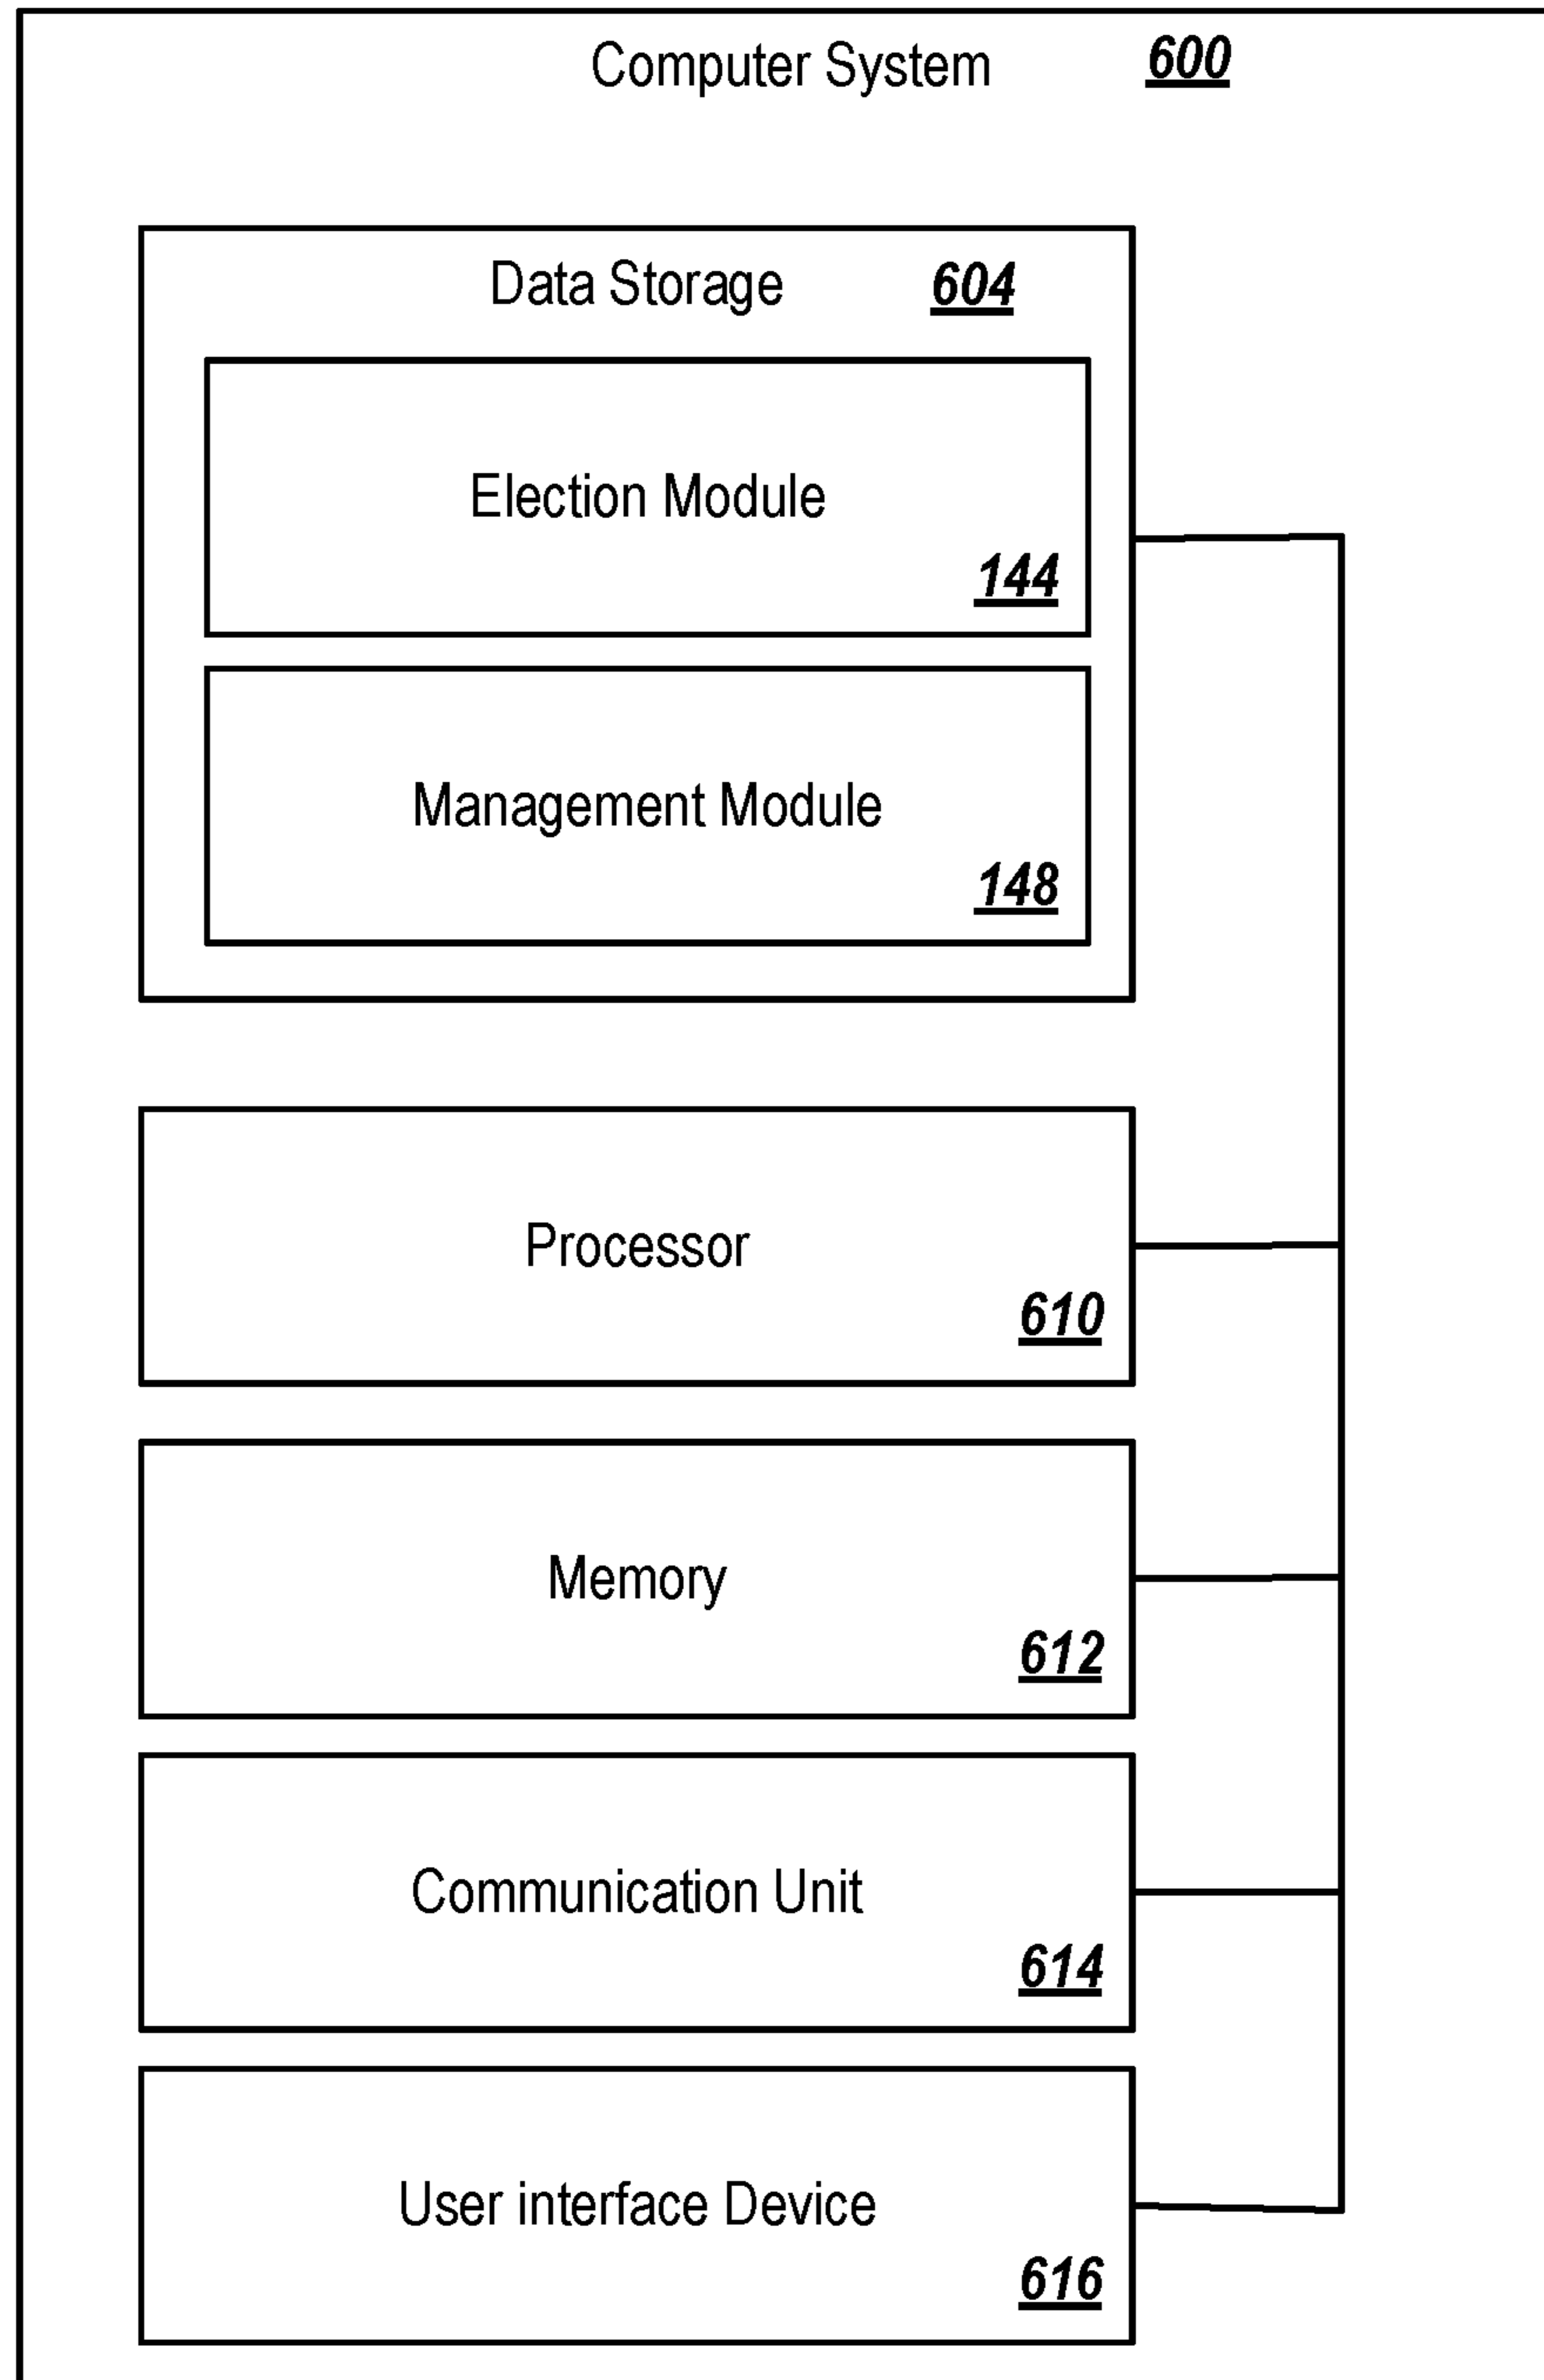 Computer System 600
Data Storage 604
Election Module
144
Management Module
148
Processor
610
Memory
612
Communication Unit
614
User interface Device
616